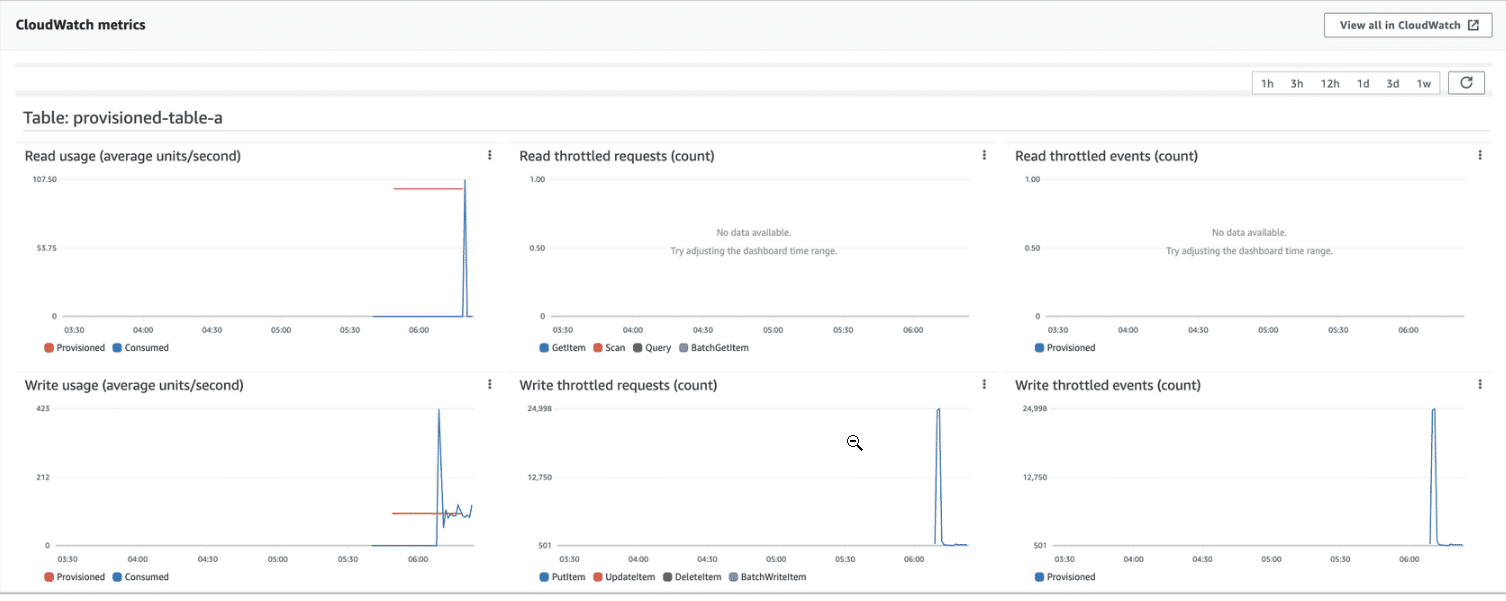 CloudWatch metrics
View all in CloudWatch
1h 3h 12h 1d 3d 1w
Table: provisioned-table-a
Read usage (average units/second)
107.50
53.75
0
03:30 04:00 04:30 05:00 05:30 06:00
Provisioned Consumed
Read throttled requests (count)
1.00
No data available.
0.50
Try adjusting the dashboard time range.
0
03:30 04:00 04:30 05:00 05:30 06:00
GetItem Scan Query BatchGetItem
Read throttled events (count)
1.00
No data available.
0.50
Try adjusting the dashboard time range.
0
03:30 04:00 04:30 05:00 05:30 06:00
Provisioned
Write usage (average units/second)
423
212
0
03:30 04:00 04:30 05:00 05:30 06:00
Provisioned Consumed
Write throttled requests (count)
24,998
12,750
501
03:30 04:00 04:30 05:00 05:30 06:00
PutItem UpdateItem DeleteItem BatchWriteItem
Write throttled events (count)
24,998
12,750
501
03:30 04:00 04:30 05:00 05:30 06:00
Provisioned